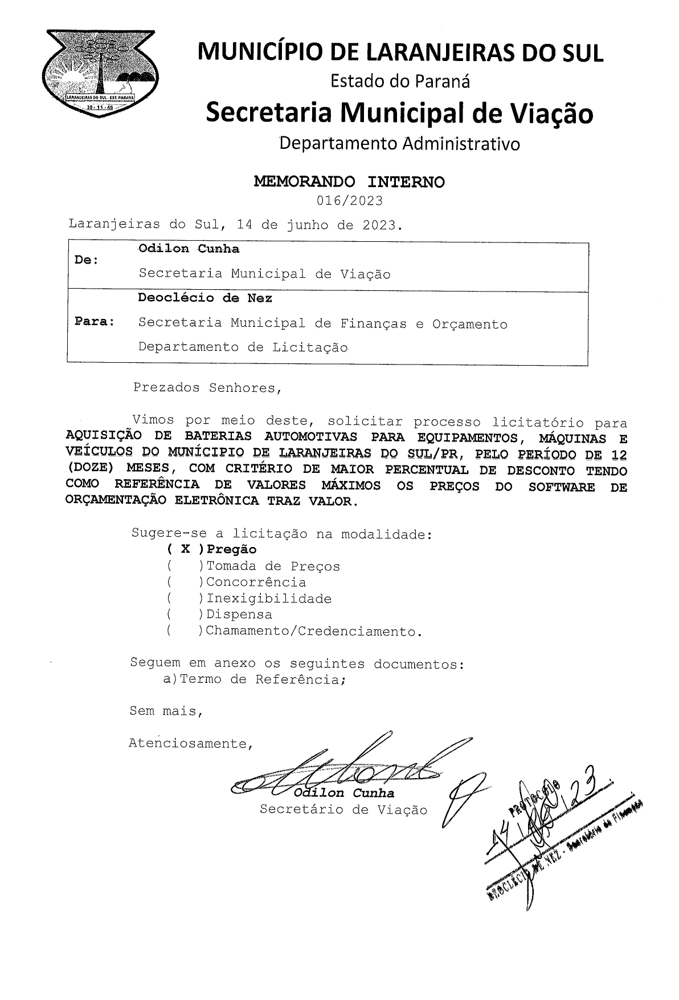 MUNICÍPIO DE LARANJEIRAS DO SUL
Estado do Paraná
Secretaria Municipal de Viação
Departamento Administrativo
LARANJEIRAS DO SUL - EST. PARANÁ
30-11-46
MEMORANDO INTERNO
016/2023
Laranjeiras do Sul, 14 de junho de 2023.
De:
Odilon Cunha
Secretaria Municipal de Viação
Para:
Deoclécio de Nez
Secretaria Municipal de Finanças e Orçamento
Departamento de Licitação
Prezados Senhores,
Vimos por meio deste, solicitar processo licitatório para
AQUISIÇÃO DE BATERIAS AUTOMOTIVAS PARA EQUIPAMENTOS, MÁQUINAS E
VEÍCULOS DO MUNÍCIPIO DE LARANJEIRAS DO SUL/PR, PELO PERÍODO DE 12
(DOZE) MESES, COM CRITÉRIO DE MAIOR PERCENTUAL DE DESCONTO TENDO
COMO REFERÊNCIA DE VALORES MÁXIMOS OS PREÇOS DO SOFTWARE DE
ORÇAMENTAÇÃO ELETRÔNICA TRAZ VALOR.
Sugere-se a licitação na modalidade:
( X )Pregão
( )Tomada de Preços
( )Concorrência
( )Inexigibilidade
( )Dispensa
( )Chamamento/Credenciamento.
Seguem em anexo os seguintes documentos:
a)Termo de Referência;
Sem mais,
Atenciosamente,
Odilon Cunha
Secretário de Viação
PROTOCOLO
14 23
DEOCLÉCIO DE NEZ - Secretário de Finanças